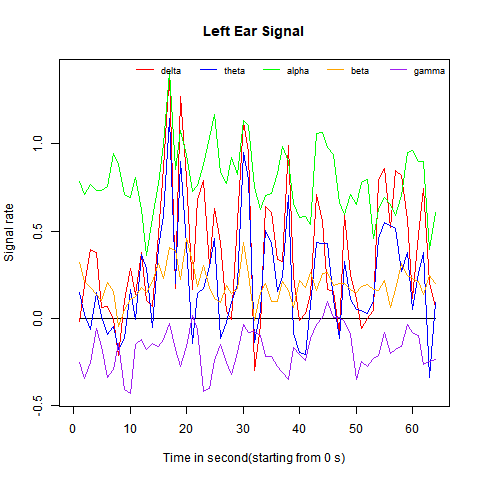 Left Ear Signal
delta theta alpha beta gamma
Signal rate
1.0
0.5
0.0
-0.5
0 10 20 30 40 50 60
Time in second(starting from 0 s)